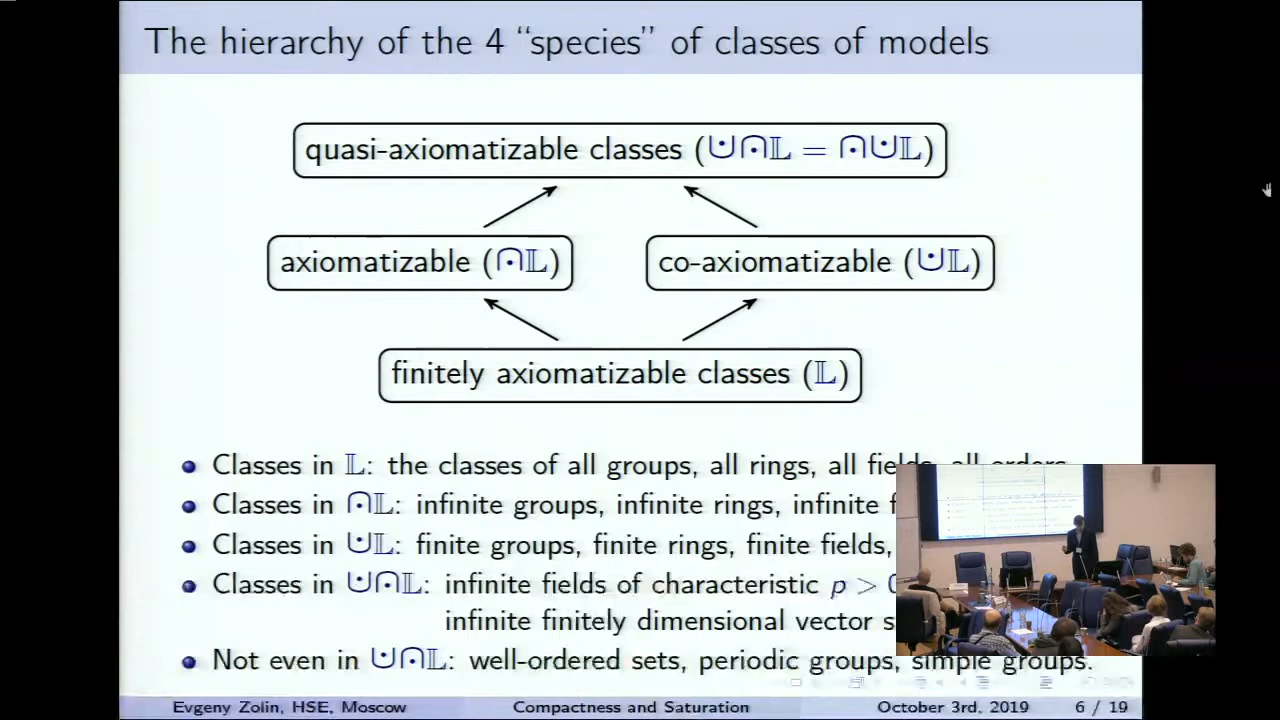 The hierarchy of the 4 “species” of classes of models
quasi-axiomatizable classes (⩁⩀𝕃 = ⩀⩁𝕃)
axiomatizable (⩀𝕃)
co-axiomatizable (⩁𝕃)
finitely axiomatizable classes (𝕃)
Classes in 𝕃: the classes of all groups, all rings, all fields, all orders
Classes in ⩀𝕃: infinite groups, infinite rings, infinite
Classes in ⩁𝕃: finite groups, finite rings, finite fields,
Classes in ⩁⩀𝕃: infinite fields of characteristic p > 0
infinite finitely dimensional vector
Not even in ⩁⩀𝕃: well-ordered sets, periodic groups, simple groups.
Evgeny Zolin, HSE, Moscow Compactness and Saturation October 3rd, 2019 6 / 19